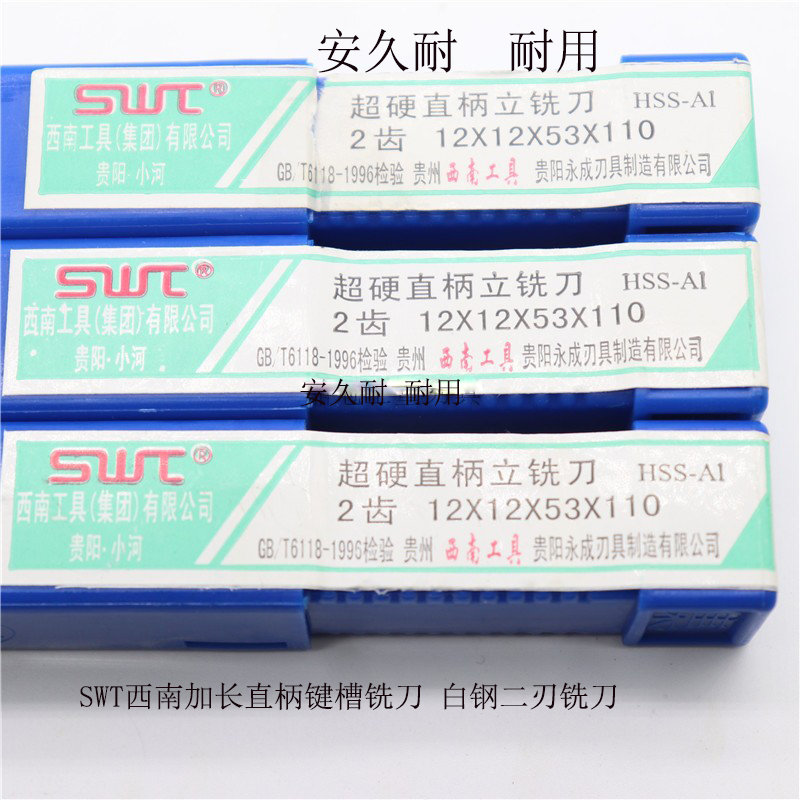 安久耐 耐用
SWT®
西南工具(集团)有限公司
贵阳·小河
超硬直柄立铣刀 HSS-Al
2齿 12X12X53X110
GB/T6118-1996检验 贵州 西南工具 贵阳永成刃具制造有限公司
SWT®
西南工具(集团)有限公司
贵阳·小河
超硬直柄立铣刀 HSS-Al
2齿 12X12X53X110
GB/T6118-1996检验 贵州 西南工具 贵阳永成刃具制造有限公司
安久耐 耐用
SWT®
西南工具(集团)有限公司
贵阳·小河
超硬直柄立铣刀 HSS-Al
2齿 12X12X53X110
GB/T6118-1996检验 贵州 西南工具 贵阳永成刃具制造有限公司
SWT西南加长直柄键槽铣刀 白钢二刃铣刀